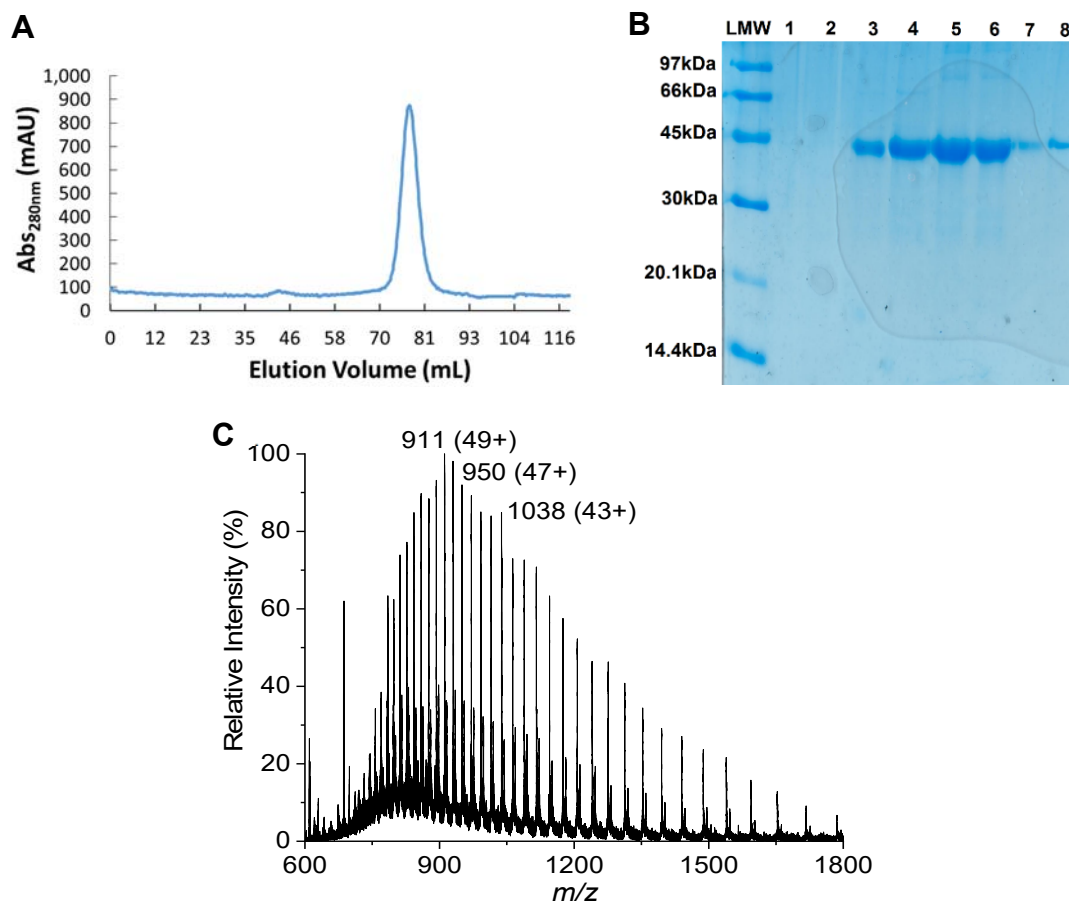 A
1,000
900
800
700
600
500
400
300
200
100
0
Abs280nm (mAU)
0 12 23 35 46 58 70 81 93 104 116
Elution Volume (mL)
B
LMW 1 2 3 4 5 6 7 8
97kDa
66kDa
45kDa
30kDa
20.1kDa
14.4kDa
C
911 (49+)
950 (47+)
1038 (43+)
100
80
60
40
20
0
Relative Intensity (%)
600 900 1200 1500 1800
m/z